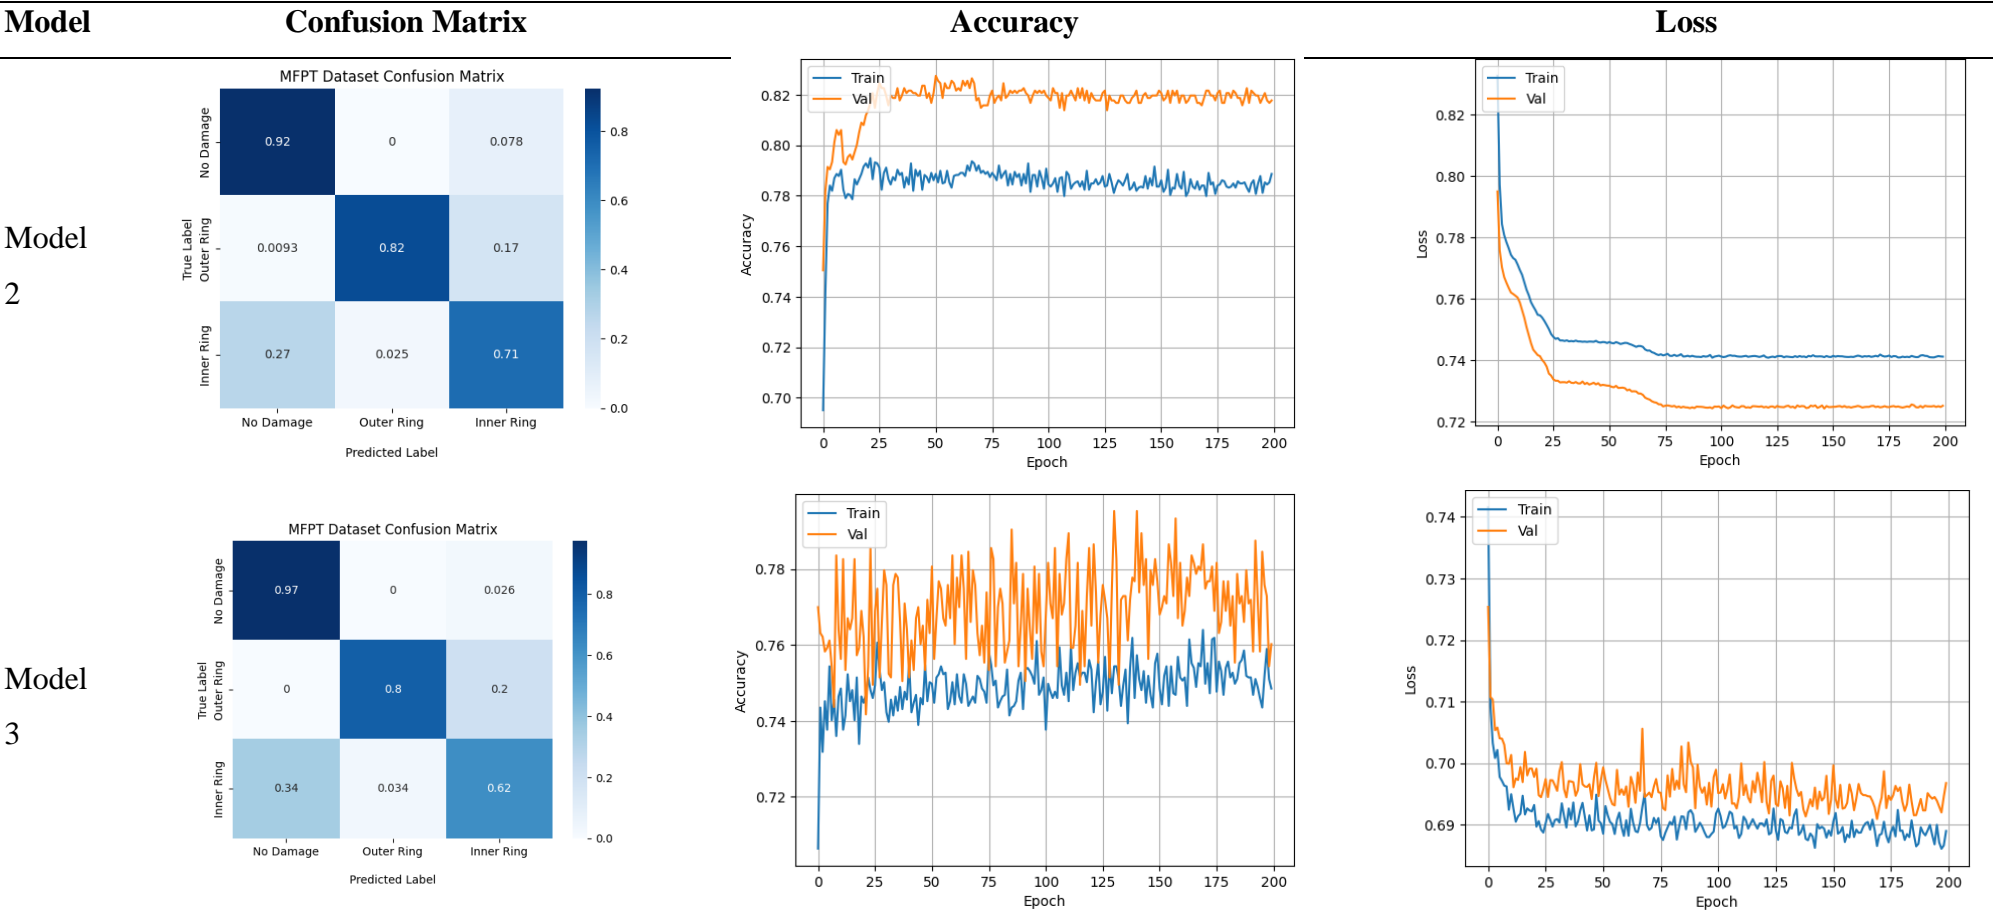 Model Confusion Matrix Accuracy Loss
Model
2
MFPT Dataset Confusion Matrix
True Label
No Damage
Outer Ring
Inner Ring
0.92 0 0.078
0.0093 0.82 0.17
0.27 0.025 0.71
No Damage Outer Ring Inner Ring
Predicted Label
0.8
0.6
0.4
0.2
0.0
Train
Val
Accuracy
0.82
0.80
0.78
0.76
0.74
0.72
0.70
0 25 50 75 100 125 150 175 200
Epoch
Train
Val
Loss
0.82
0.80
0.78
0.76
0.74
0.72
0 25 50 75 100 125 150 175 200
Epoch
Model
3
MFPT Dataset Confusion Matrix
True Label
No Damage
Outer Ring
Inner Ring
0.97 0 0.026
0 0.8 0.2
0.34 0.034 0.62
No Damage Outer Ring Inner Ring
Predicted Label
0.8
0.6
0.4
0.2
0.0
Train
Val
Accuracy
0.78
0.76
0.74
0.72
0 25 50 75 100 125 150 175 200
Epoch
Train
Val
Loss
0.74
0.73
0.72
0.71
0.70
0.69
0 25 50 75 100 125 150 175 200
Epoch